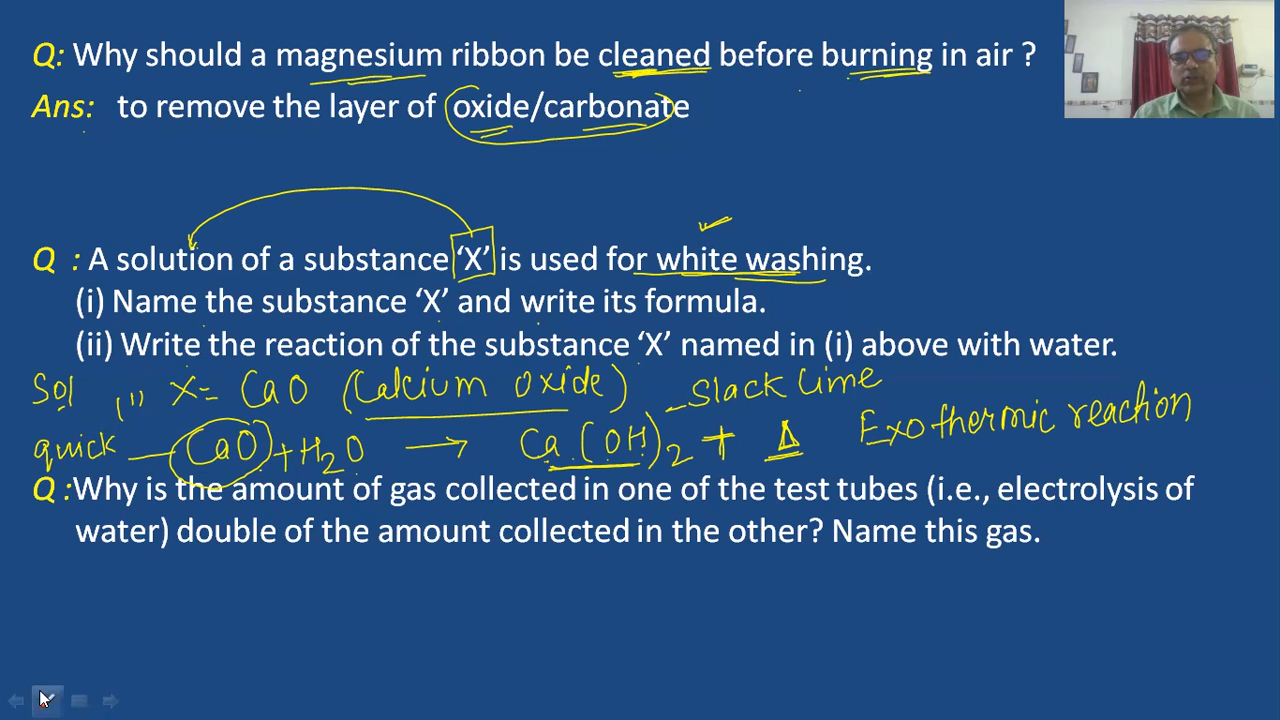 Q: Why should a magnesium ribbon be cleaned before burning in air ?
Ans: to remove the layer of oxide/carbonate
Q : A solution of a substance ‘X’ is used for white washing.
(i) Name the substance ‘X’ and write its formula.
(ii) Write the reaction of the substance ‘X’ named in (i) above with water.
Sol (i) X = CaO (Calcium Oxide) - Slack Lime
quick — CaO + H2O → Ca(OH)2 + Δ Exothermic reaction
Q :Why is the amount of gas collected in one of the test tubes (i.e., electrolysis of
water) double of the amount collected in the other? Name this gas.